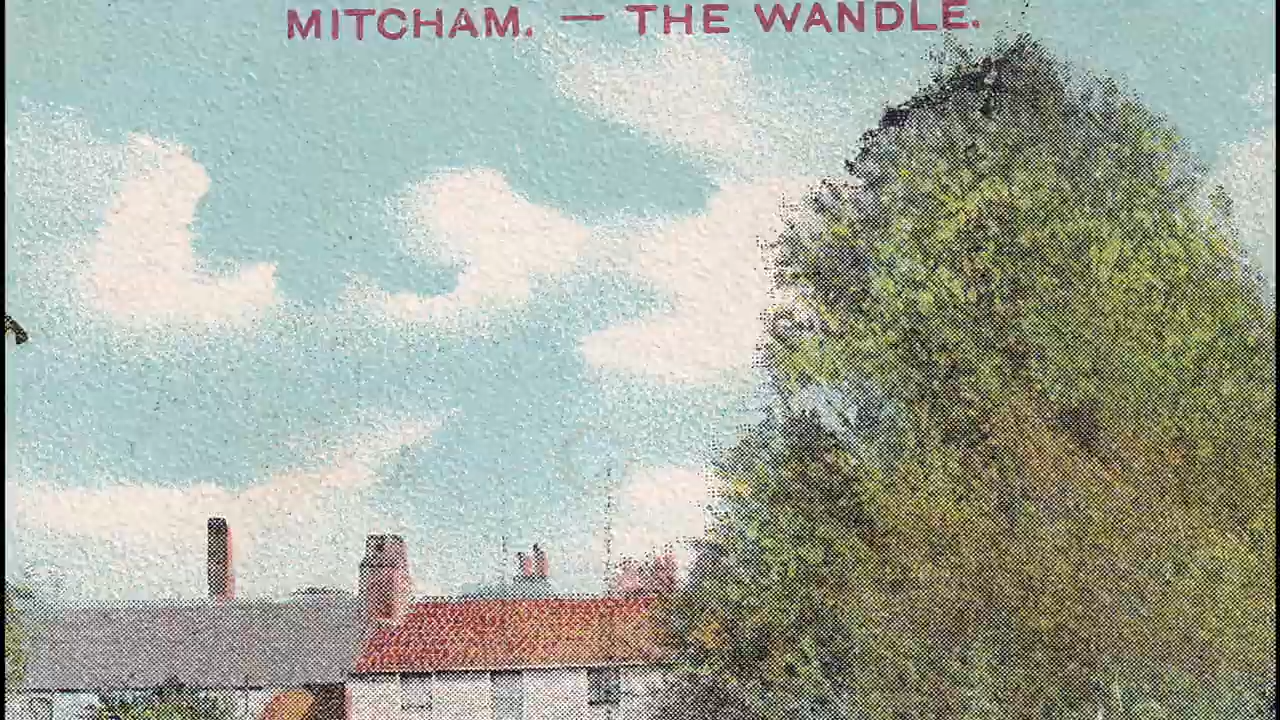 MITCHAM. — THE WANDLE.